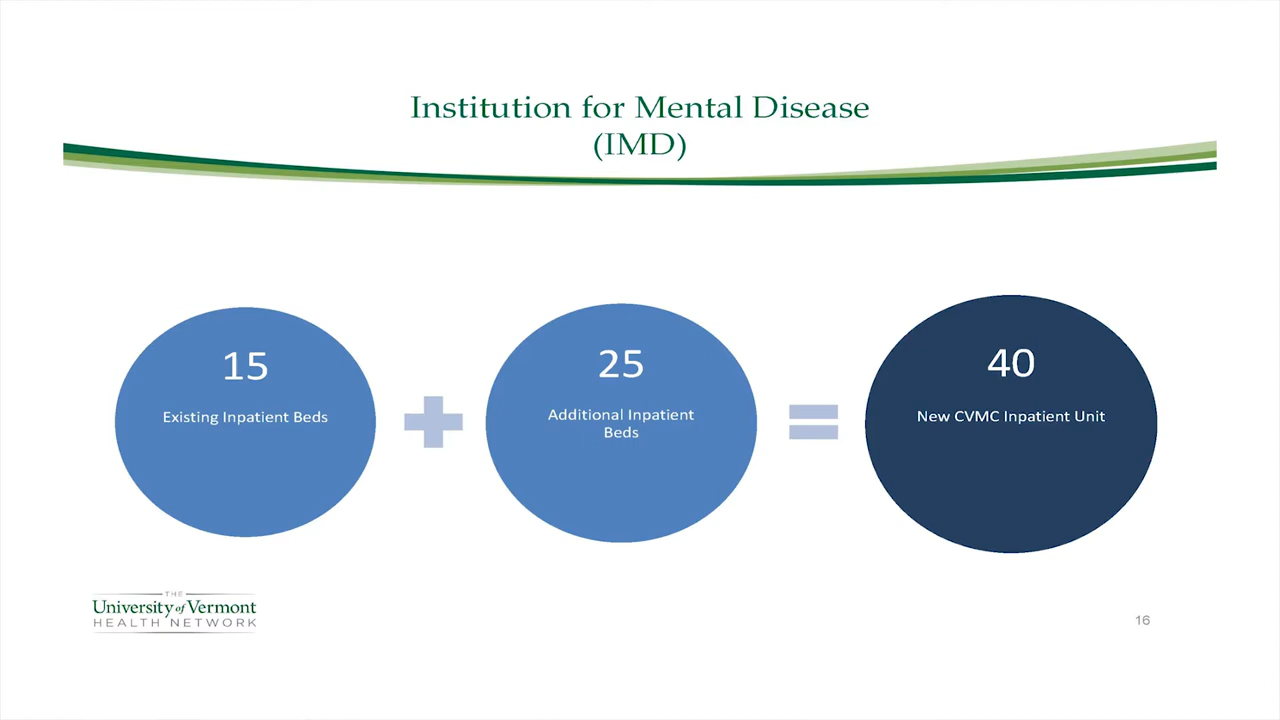 Institution for Mental Disease
(IMD)
15
Existing Inpatient Beds
25
Additional Inpatient
Beds
40
New CVMC Inpatient Unit
THE
University of Vermont
HEALTH NETWORK
16